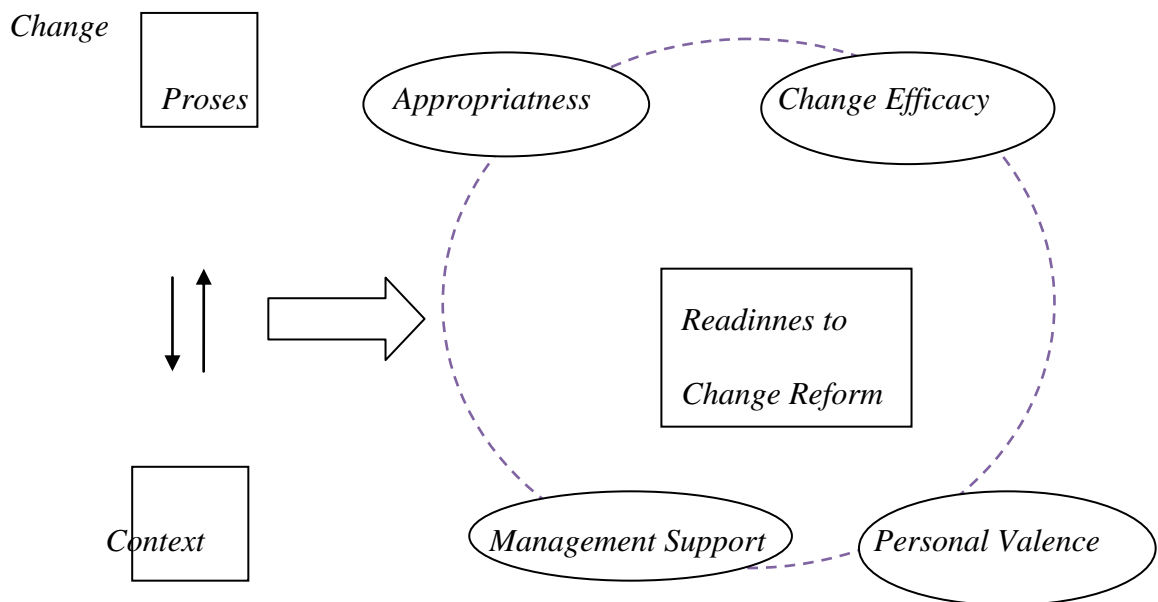 Change
Proses
Appropriatness
Change Efficacy
Readinnes to
Change Reform
Context
Management Support
Personal Valence